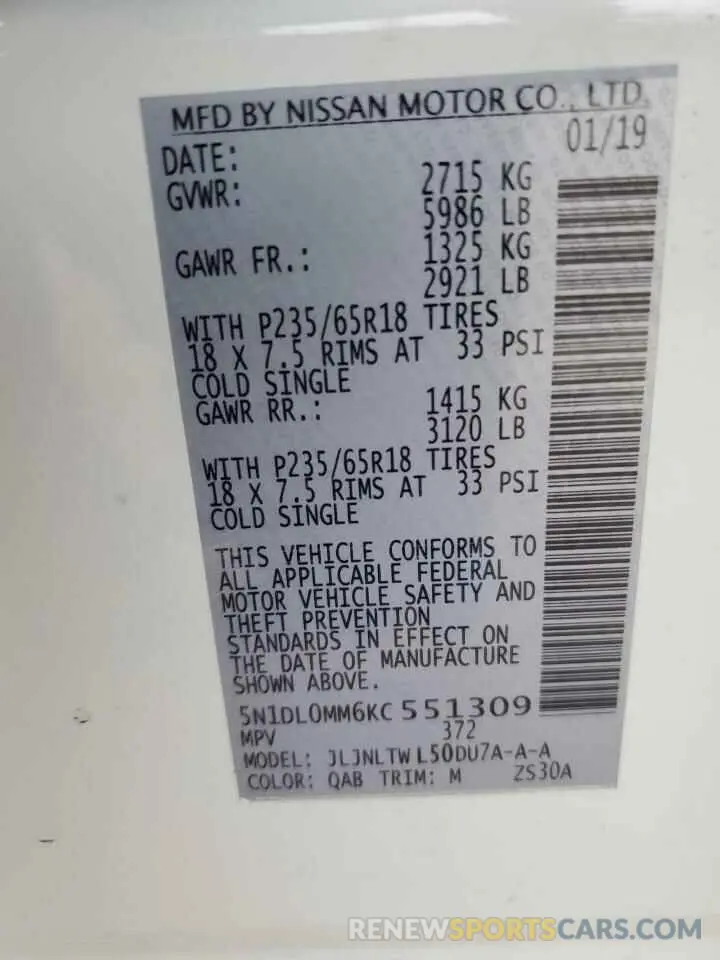 MFD BY NISSAN MOTOR CO., LTD.
DATE: 01/19
GVWR: 2715 KG
5986 LB
GAWR FR.: 1325 KG
2921 LB
WITH P235/65R18 TIRES
18 X 7.5 RIMS AT 33 PSI
COLD SINGLE
GAWR RR.: 1415 KG
3120 LB
WITH P235/65R18 TIRES
18 X 7.5 RIMS AT 33 PSI
COLD SINGLE
THIS VEHICLE CONFORMS TO
ALL APPLICABLE FEDERAL
MOTOR VEHICLE SAFETY AND
THEFT PREVENTION
STANDARDS IN EFFECT ON
THE DATE OF MANUFACTURE
SHOWN ABOVE.
5N1DL0MM6KC 551309
MPV 372
MODEL: JLJNLTW L50DU7A-A-A
COLOR: QAB TRIM: M ZS30A
RENEWSPORTSCARS.COM